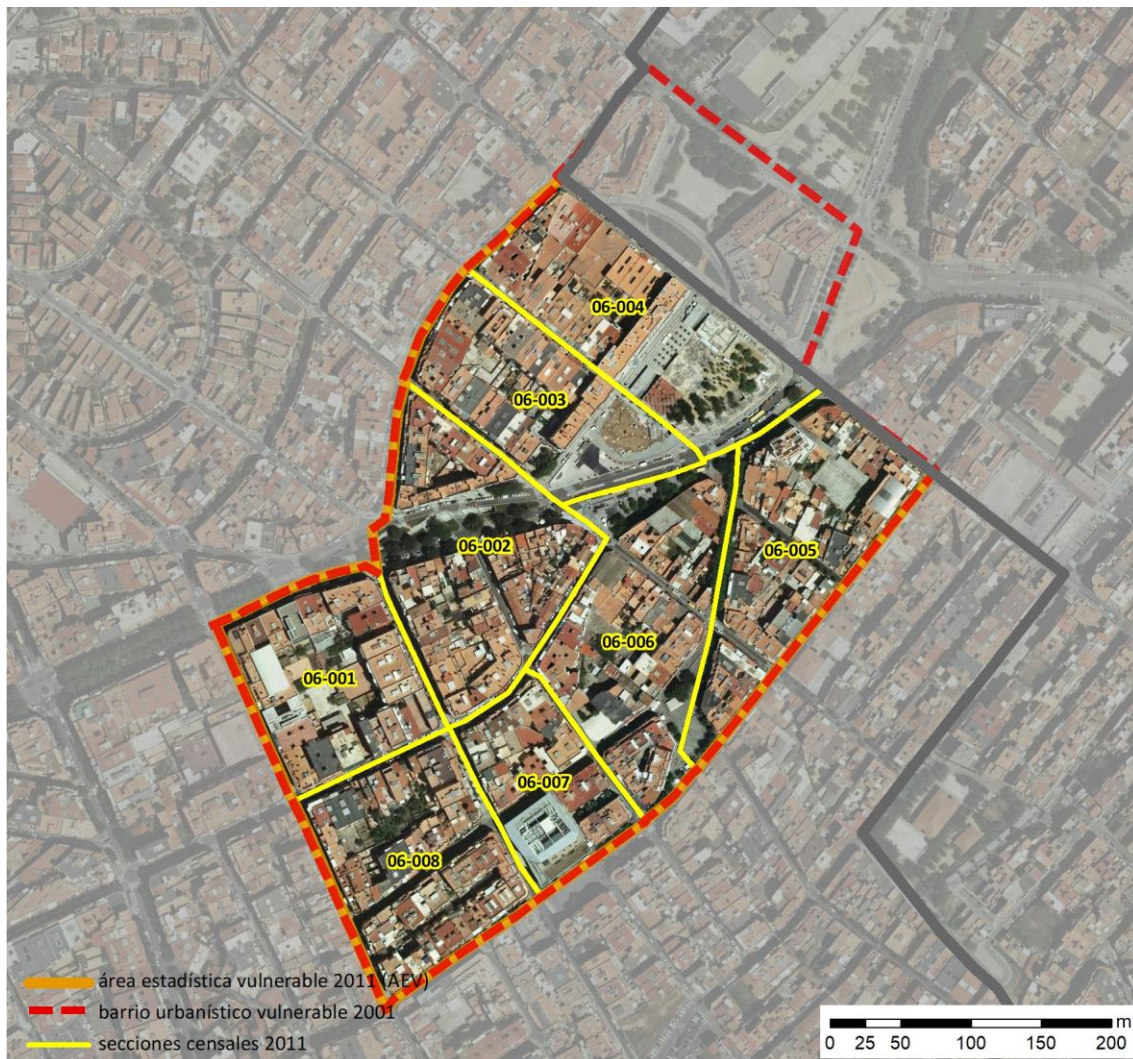 06-004
06-003
06-002
06-005
06-006
06-001
06-007
06-008
área estadística vulnerable 2011 (AEV)
barrio urbanístico vulnerable 2001
secciones censales 2011
m
0 25 50 100 150 200